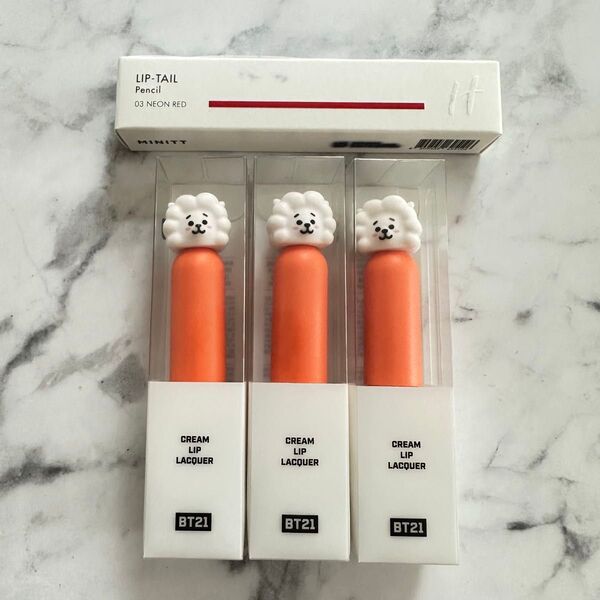 LIP-TAIL
Pencil
03 NEON RED
MINITT
CREAM
LIP
LACQUER
BT21
CREAM
LIP
LACQUER
BT21
CREAM
LIP
LACQUER
BT21